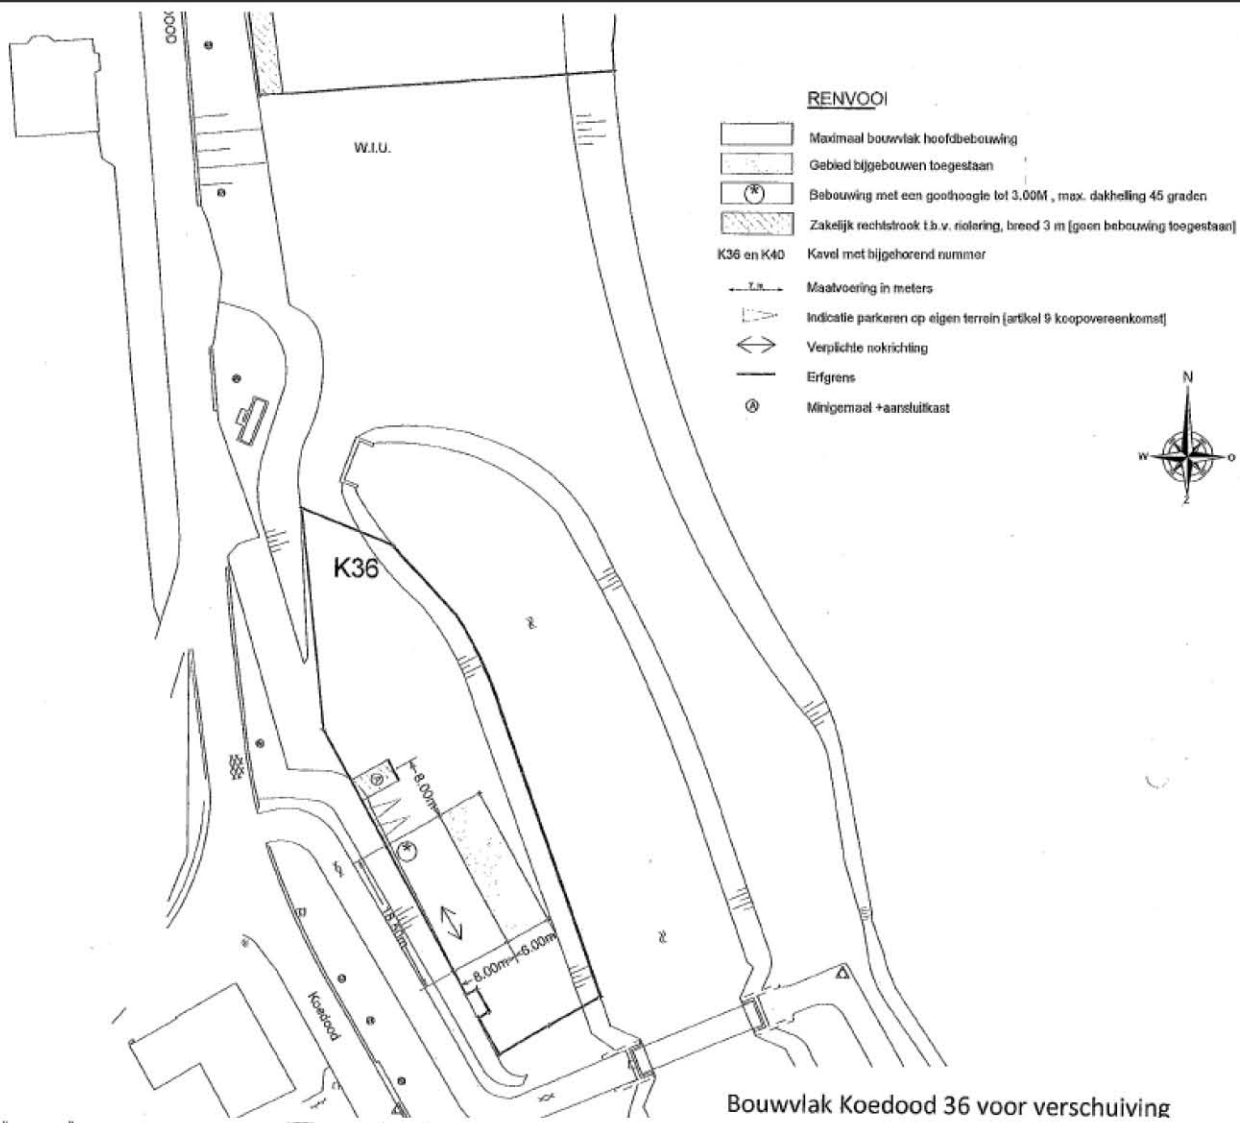 W.I.U.
RENVOOI
Maximaal bouwvlak hoofdbebouwing
Gebied bijgebouwen toegestaan
* Bebouwing met een goothoogte tot 3.00M , max. dakhelling 45 graden
Zakelijk rechtstrook t.b.v. riolering, breed 3 m [geen bebouwing toegestaan]
K36 en K40 Kavel met bijgehorend nummer
Maatvoering in meters
Indicatie parkeren op eigen terrein [artikel 9 koopovereenkomst]
Verplichte nokrichting
Erfgrens
A Minigemaal +aansluitkast
N
W O
Z
K36
A
8.00m
*
18.50m
8.00m 6.00m
Koedood
Bouwvlak Koedood 36 voor verschuiving